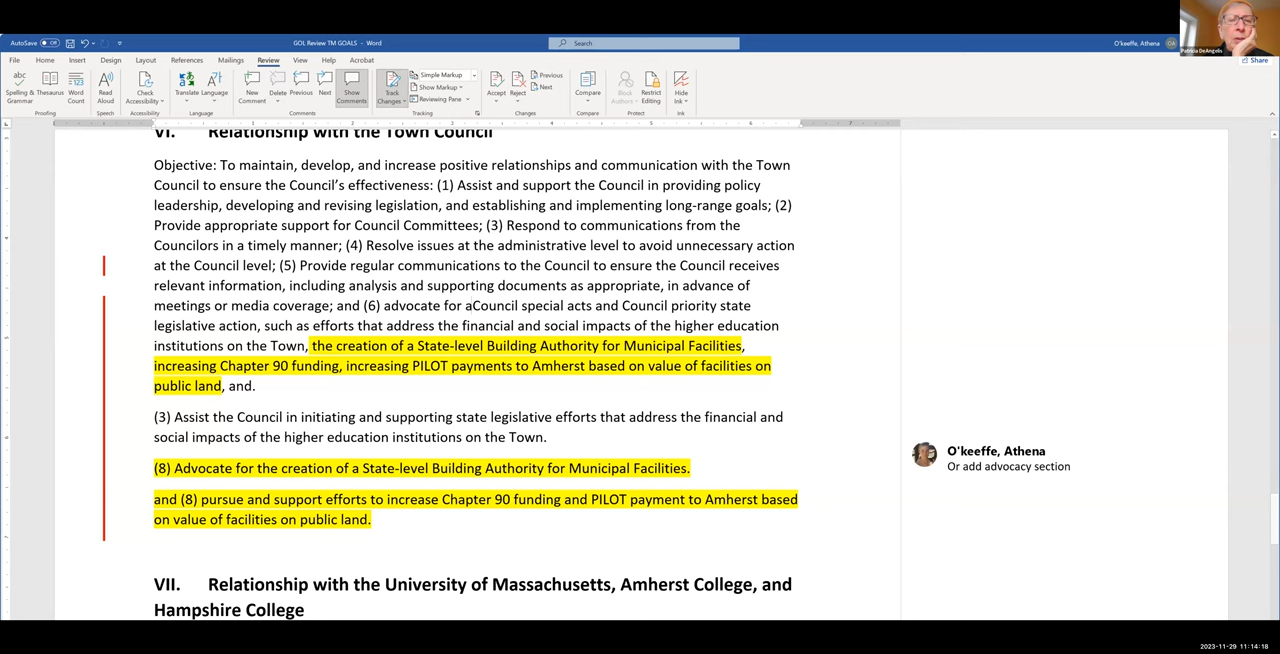 Patricia DeAngelis
AutoSave Off
GOL Review TM GOALS - Word
Search
O'keeffe, Athena OA
File Home Insert Design Layout References Mailings Review View Help Acrobat
Share
Spelling & Grammar Thesaurus Word Count
Read Aloud
Check Accessibility
Translate Language
New Comment Delete Previous Next Show Comments
Track Changes Simple Markup Show Markup Reviewing Pane
Accept Reject Previous Next
Compare
Block Authors Restrict Editing
Hide Ink
Proofing Speech Accessibility Language Comments Tracking Changes Compare Protect Ink
VI. Relationship with the Town Council
Objective: To maintain, develop, and increase positive relationships and communication with the Town
Council to ensure the Council's effectiveness: (1) Assist and support the Council in providing policy
leadership, developing and revising legislation, and establishing and implementing long-range goals; (2)
Provide appropriate support for Council Committees; (3) Respond to communications from the
Councilors in a timely manner; (4) Resolve issues at the administrative level to avoid unnecessary action
at the Council level; (5) Provide regular communications to the Council to ensure the Council receives
relevant information, including analysis and supporting documents as appropriate, in advance of
meetings or media coverage; and (6) advocate for aCouncil special acts and Council priority state
legislative action, such as efforts that address the financial and social impacts of the higher education
institutions on the Town, the creation of a State-level Building Authority for Municipal Facilities,
increasing Chapter 90 funding, increasing PILOT payments to Amherst based on value of facilities on
public land, and.
(3) Assist the Council in initiating and supporting state legislative efforts that address the financial and
social impacts of the higher education institutions on the Town.
(8) Advocate for the creation of a State-level Building Authority for Municipal Facilities.
and (8) pursue and support efforts to increase Chapter 90 funding and PILOT payment to Amherst based
on value of facilities on public land.
O'keeffe, Athena
Or add advocacy section
VII. Relationship with the University of Massachusetts, Amherst College, and
Hampshire College
2023-11-29 11:14:18